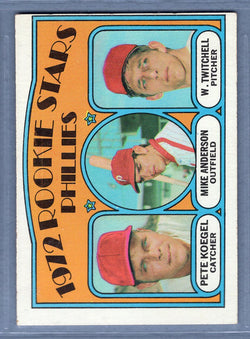 1972 ROOKIE STARS
PHILLIES
W. TWITCHELL
PITCHER
MIKE ANDERSON
OUTFIELD
PETE KOEGEL
CATCHER